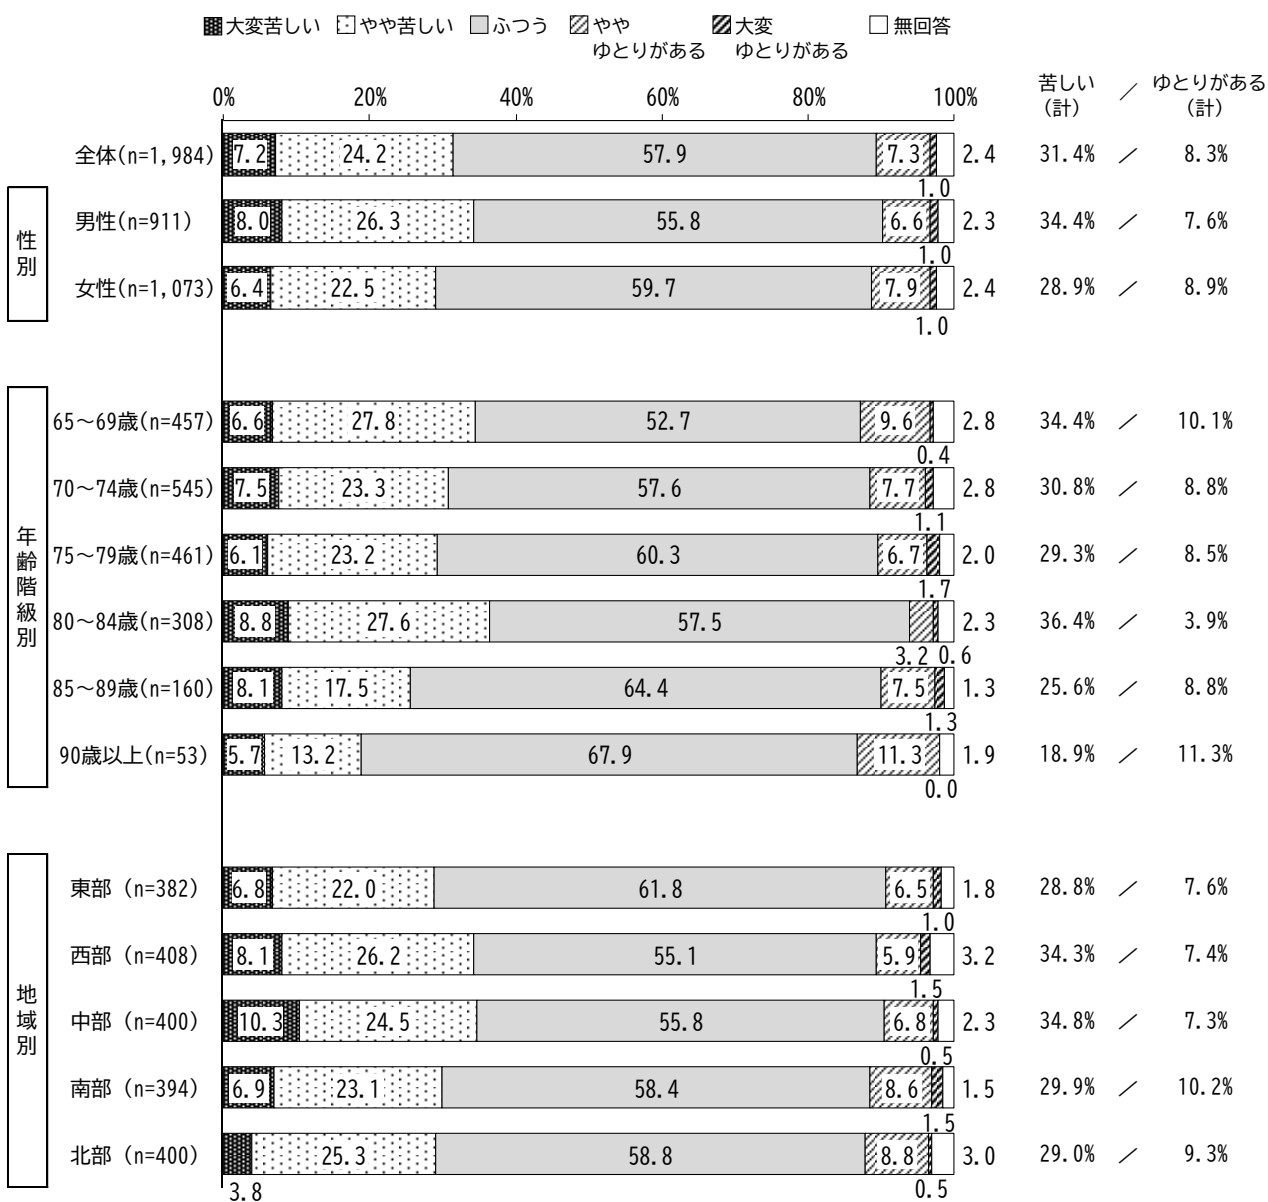 大変苦しい やや苦しい ふつう やや 大変 無回答
ゆとりがある ゆとりがある
0% 20% 40% 60% 80% 100% 苦しい ／ ゆとりがある
（計） （計）
全体(n=1,984) 7.2 24.2 57.9 7.3 2.4 31.4% ／ 8.3%
1.0
性別
男性(n=911) 8.0 26.3 55.8 6.6 2.3 34.4% ／ 7.6%
1.0
女性(n=1,073) 6.4 22.5 59.7 7.9 2.4 28.9% ／ 8.9%
1.0
年齢階級別
65～69歳(n=457) 6.6 27.8 52.7 9.6 2.8 34.4% ／ 10.1%
0.4
70～74歳(n=545) 7.5 23.3 57.6 7.7 2.8 30.8% ／ 8.8%
1.1
75～79歳(n=461) 6.1 23.2 60.3 6.7 2.0 29.3% ／ 8.5%
1.7
80～84歳(n=308) 8.8 27.6 57.5 2.3 36.4% ／ 3.9%
3.2 0.6
85～89歳(n=160) 8.1 17.5 64.4 7.5 1.3 25.6% ／ 8.8%
1.3
90歳以上(n=53) 5.7 13.2 67.9 11.3 1.9 18.9% ／ 11.3%
0.0
地域別
東部（n=382) 6.8 22.0 61.8 6.5 1.8 28.8% ／ 7.6%
1.0
西部（n=408) 8.1 26.2 55.1 5.9 3.2 34.3% ／ 7.4%
1.5
中部（n=400) 10.3 24.5 55.8 6.8 2.3 34.8% ／ 7.3%
0.5
南部（n=394) 6.9 23.1 58.4 8.6 1.5 29.9% ／ 10.2%
1.5
北部（n=400) 25.3 58.8 8.8 3.0 29.0% ／ 9.3%
3.8 0.5